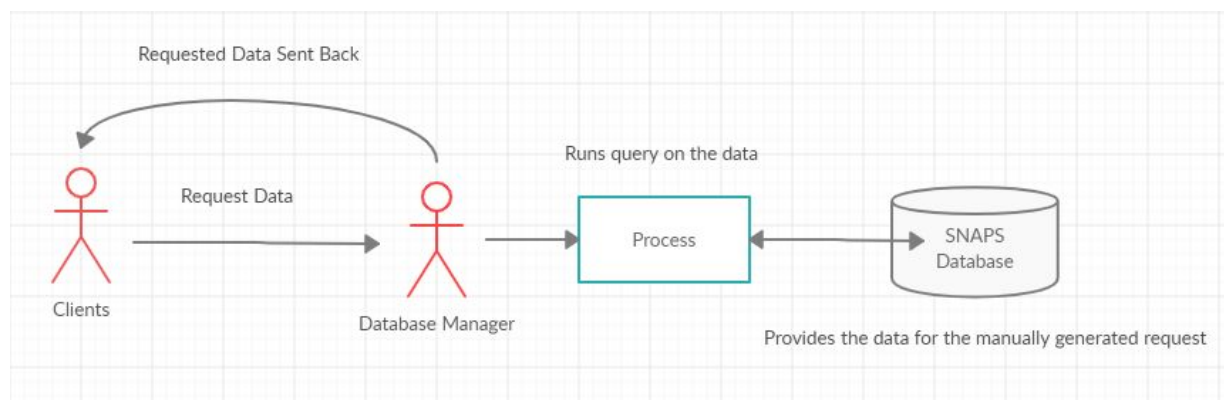 Requested Data Sent Back
Runs query on the data
Request Data
Process
SNAPS
Database
Clients
Database Manager
Provides the data for the manually generated request